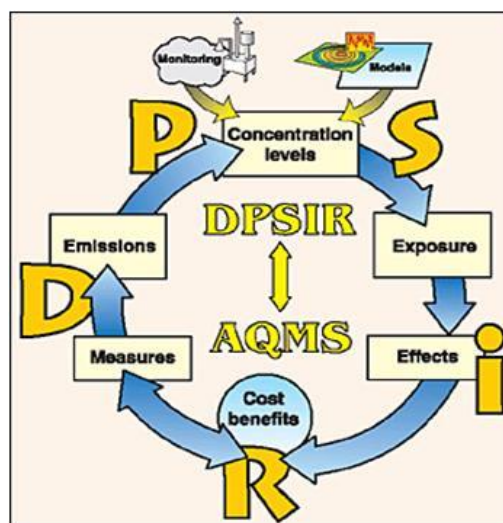 Monitoring
Models
P
Concentration
levels
S
DPSIR
Emissions
Exposure
D
AQMS
Measures
Effects
i
Cost
benefits
R